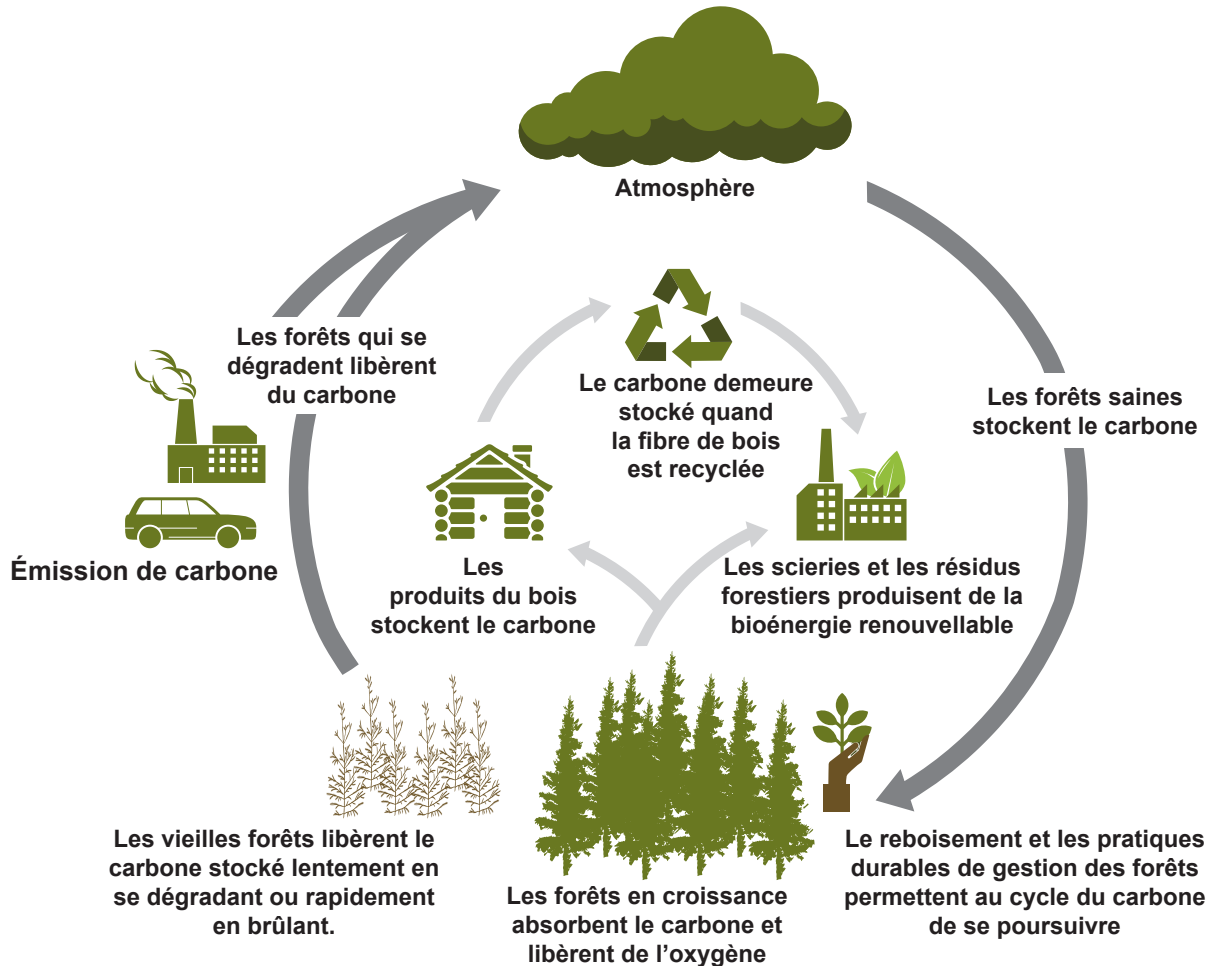 Atmosphère
Les forêts qui se
dégradent libèrent
du carbone
Le carbone demeure
stocké quand
la fibre de bois
est recyclée
Les forêts saines
stockent le carbone
Émission de carbone
Les
produits du bois
stockent le carbone
Les scieries et les résidus
forestiers produisent de la
bioénergie renouvellable
Les vieilles forêts libèrent le
carbone stocké lentement en
se dégradant ou rapidement
en brûlant.
Les forêts en croissance
absorbent le carbone et
libèrent de l’oxygène
Le reboisement et les pratiques
durables de gestion des forêts
permettent au cycle du carbone
de se poursuivre